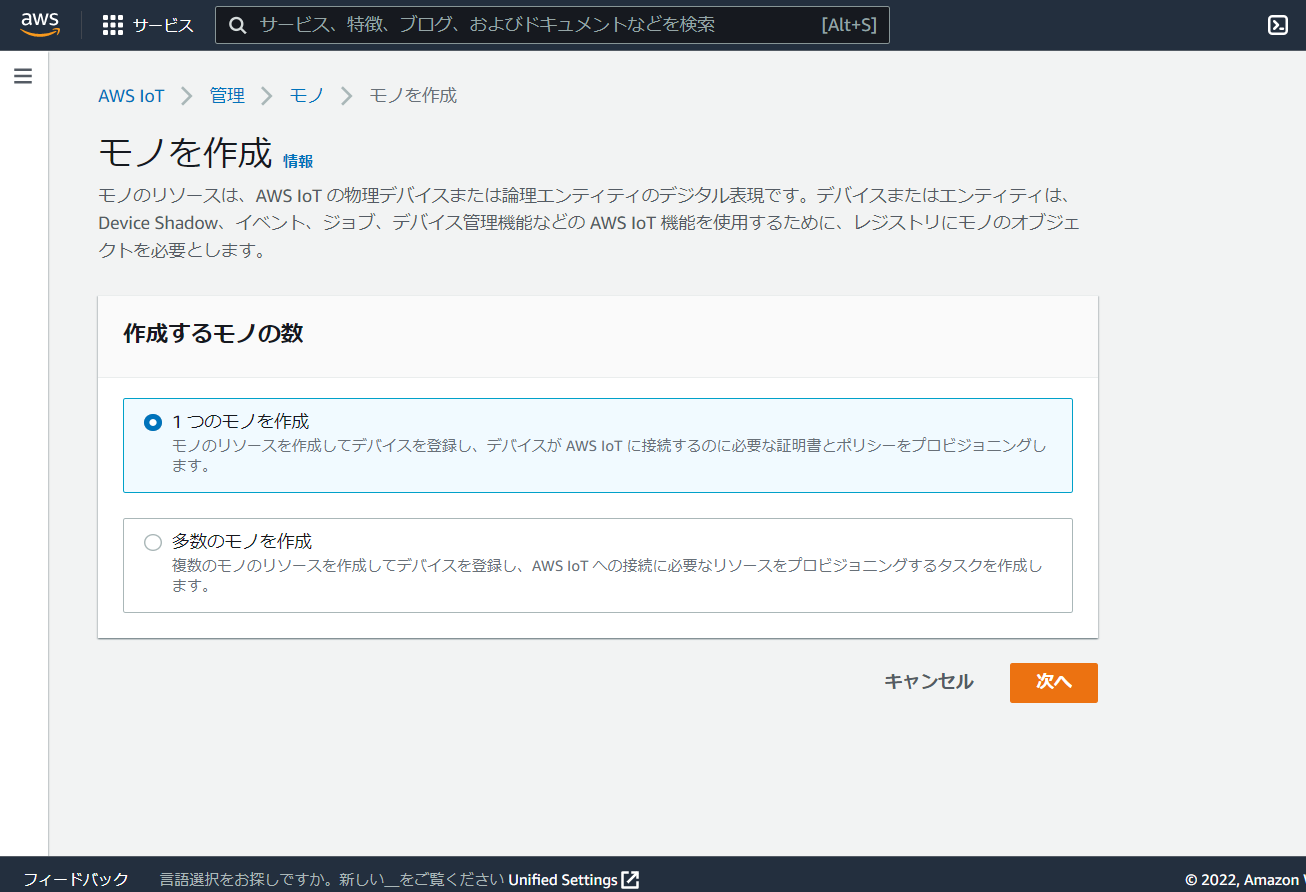 aws
サービス
サービス、特徴、ブログ、およびドキュメントなどを検索
[Alt+S]
AWS IoT
管理
モノ
モノを作成
モノを作成 情報
モノのリソースは、AWS IoT の物理デバイスまたは論理エンティティのデジタル表現です。デバイスまたはエンティティは、
Device Shadow、イベント、ジョブ、デバイス管理機能などの AWS IoT 機能を使用するために、レジストリにモノのオブジェ
クトを必要とします。
作成するモノの数
1 つのモノを作成
モノのリソースを作成してデバイスを登録し、デバイスが AWS IoT に接続するのに必要な証明書とポリシーをプロビジョニングし
ます。
多数のモノを作成
複数のモノのリソースを作成してデバイスを登録し、AWS IoT への接続に必要なリソースをプロビジョニングするタスクを作成し
ます。
キャンセル
次へ
フィードバック
言語選択をお探しですか。新しい__をご覧ください Unified Settings
© 2022, Amazon